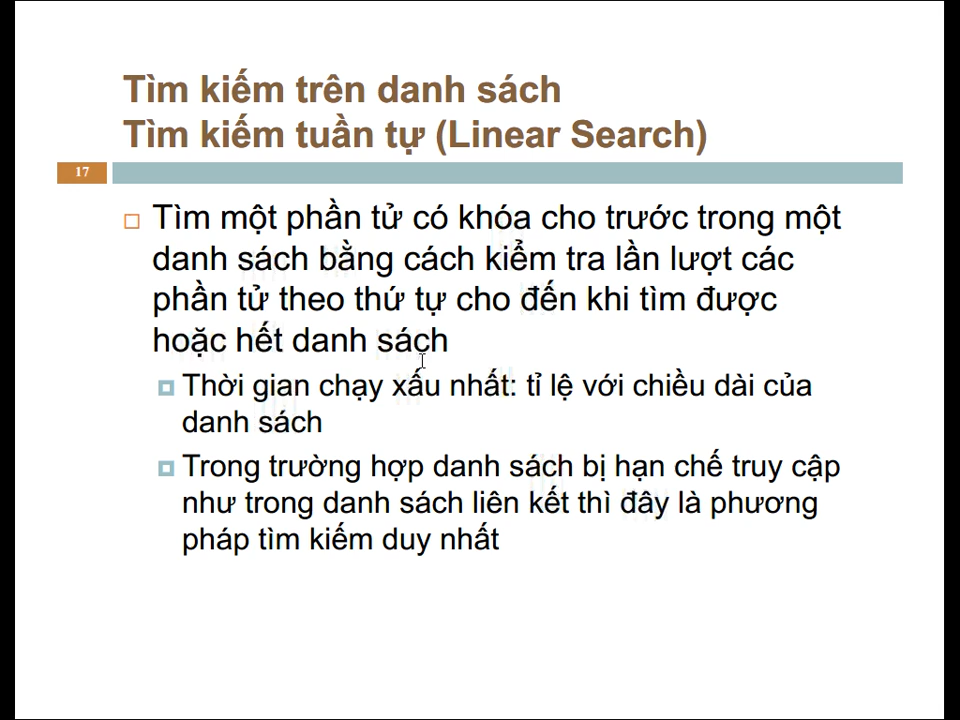 Tìm kiếm trên danh sách
Tìm kiếm tuần tự (Linear Search)
17
Tìm một phần tử có khóa cho trước trong một
danh sách bằng cách kiểm tra lần lượt các
phần tử theo thứ tự cho đến khi tìm được
hoặc hết danh sách
Thời gian chạy xấu nhất: tỉ lệ với chiều dài của
danh sách
Trong trường hợp danh sách bị hạn chế truy cập
như trong danh sách liên kết thì đây là phương
pháp tìm kiếm duy nhất